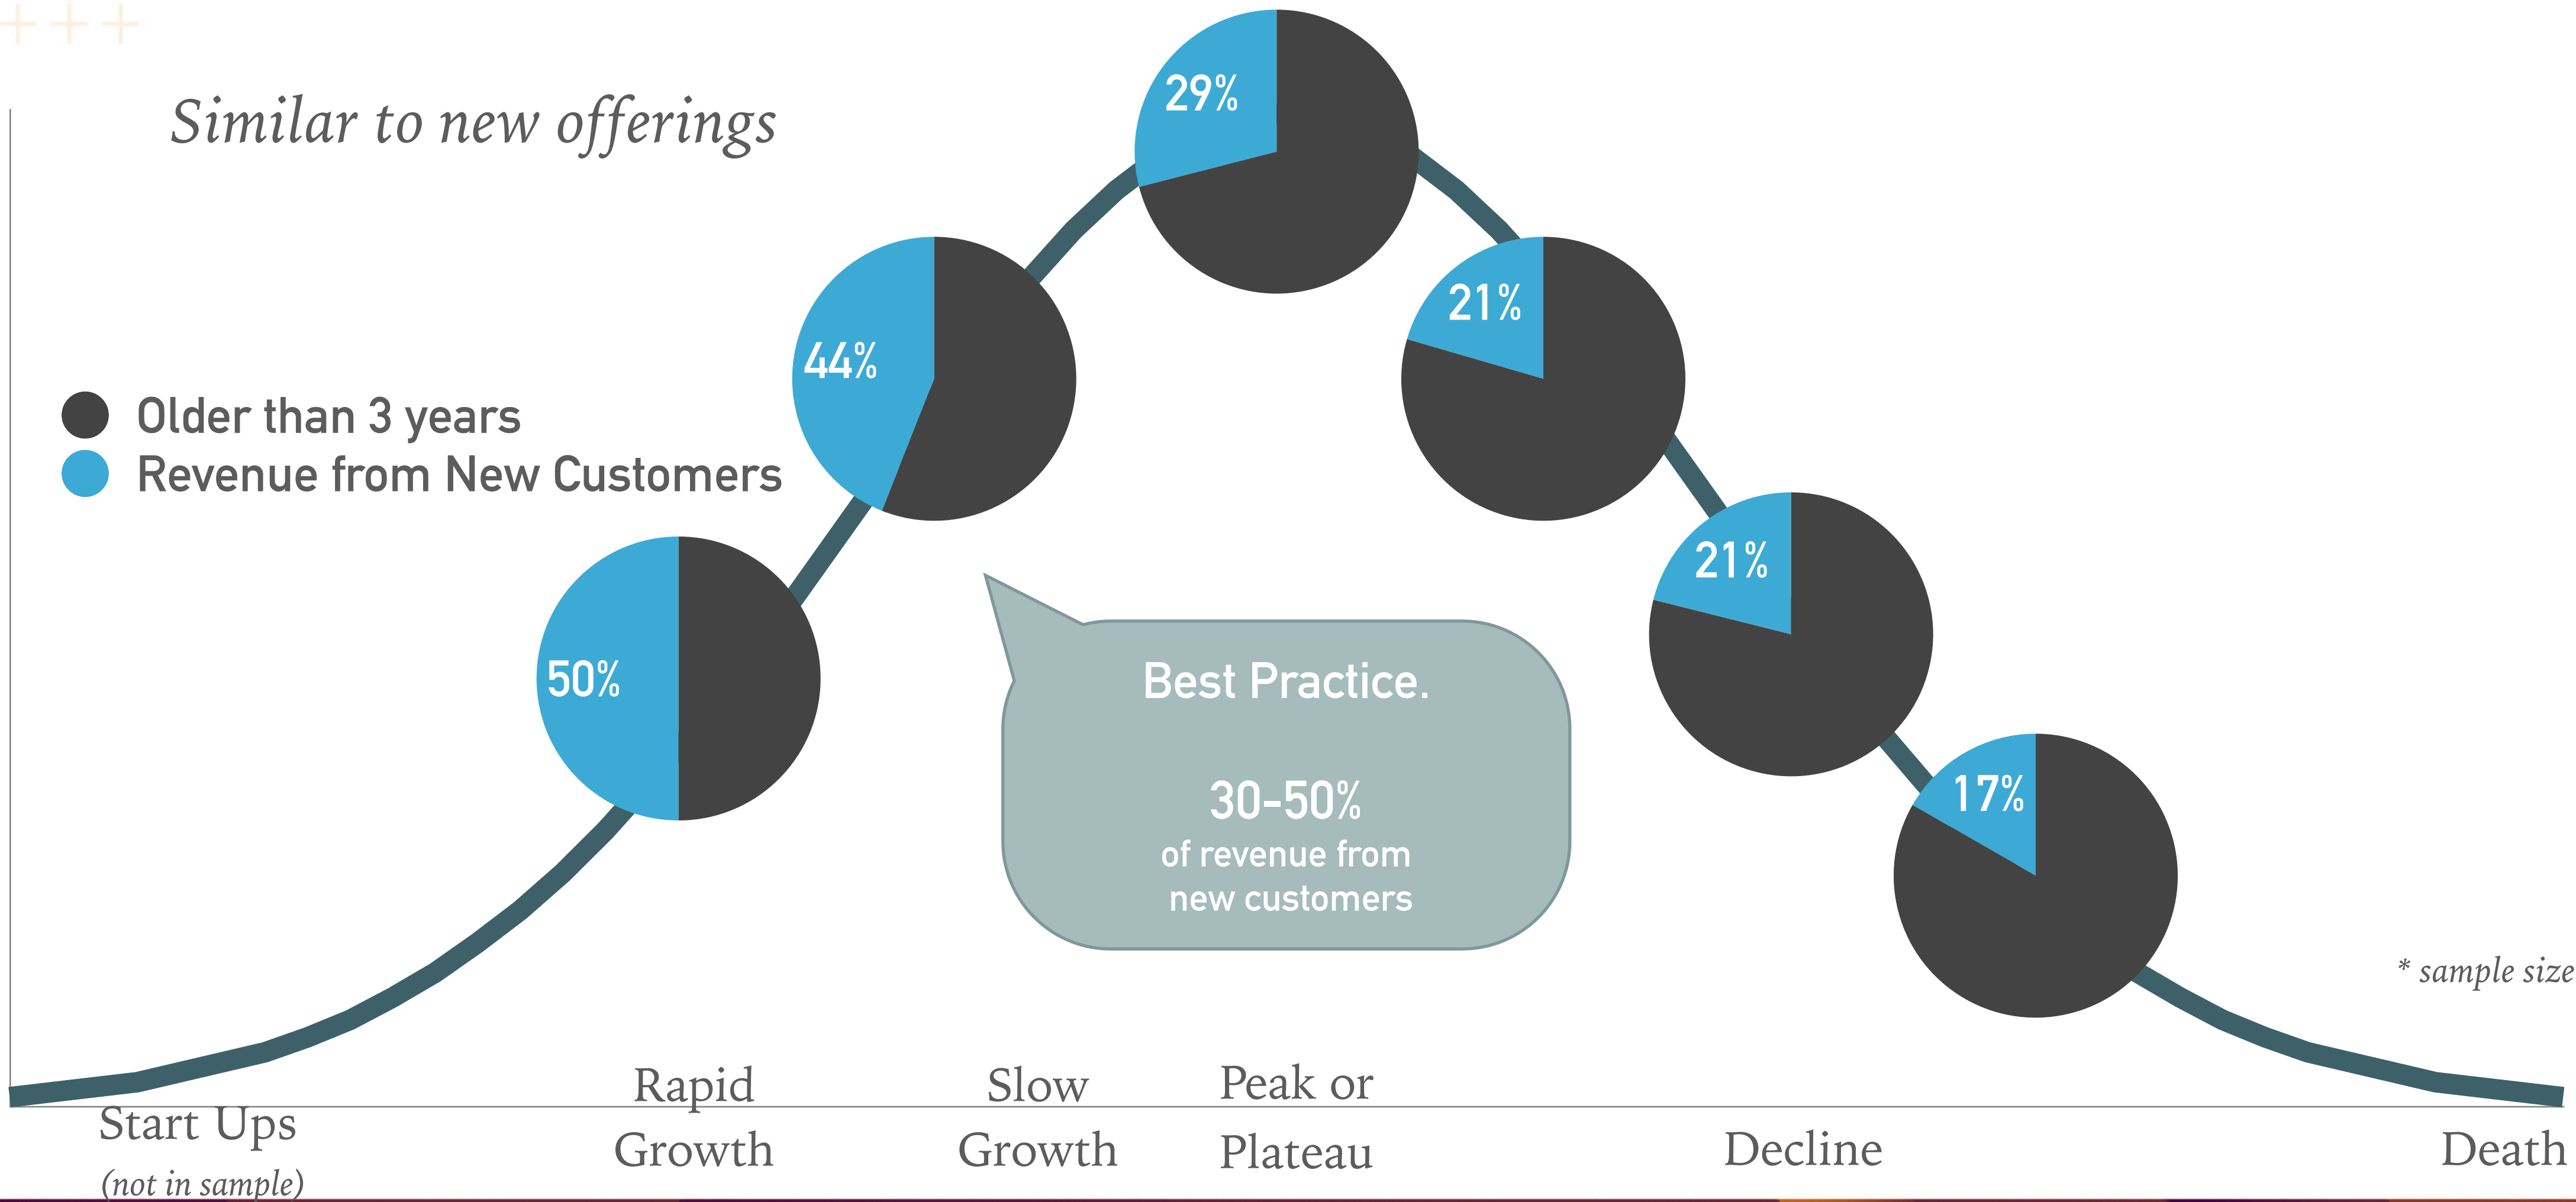 Similar to new offerings
29%
44%
21%
Older than 3 years
Revenue from New Customers
50%
21%
Best Practice.
30-50%
of revenue from
new customers
17%
* sample size
Start Ups
(not in sample)
Rapid
Growth
Slow
Growth
Peak or
Plateau
Decline
Death